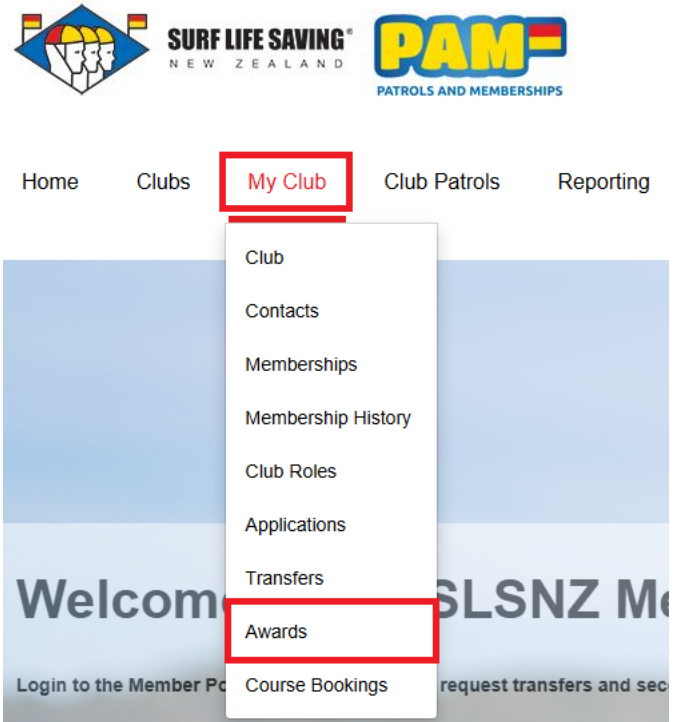 SURF LIFE SAVING®
NEW ZEALAND
PAM
PATROLS AND MEMBERSHIPS
Home Clubs My Club Club Patrols Reporting
Club
Contacts
Memberships
Membership History
Club Roles
Applications
Transfers
Welcom SLSNZ M
Awards
Login to the Member Po request transfers and sec
Course Bookings